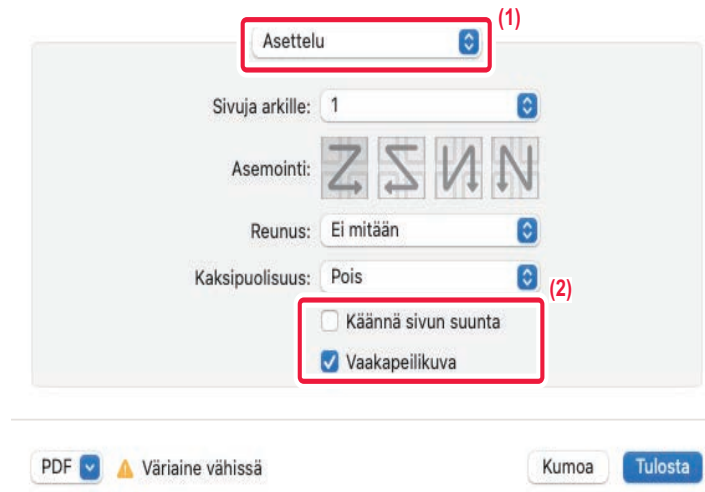 (1)
Asettelu
Sivuja arkille: 1
Asemointi:
Reunus: Ei mitään
Kaksipuolisuus: Pois
(2)
Käännä sivun suunta
Vaakapeilikuva
PDF Väriaine vähissä Kumoa Tulosta